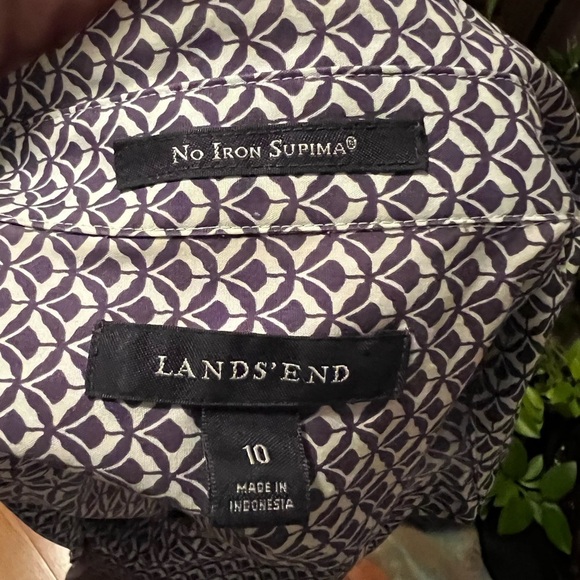 No Iron Supima®
LANDS' END
10
MADE IN
INDONESIA